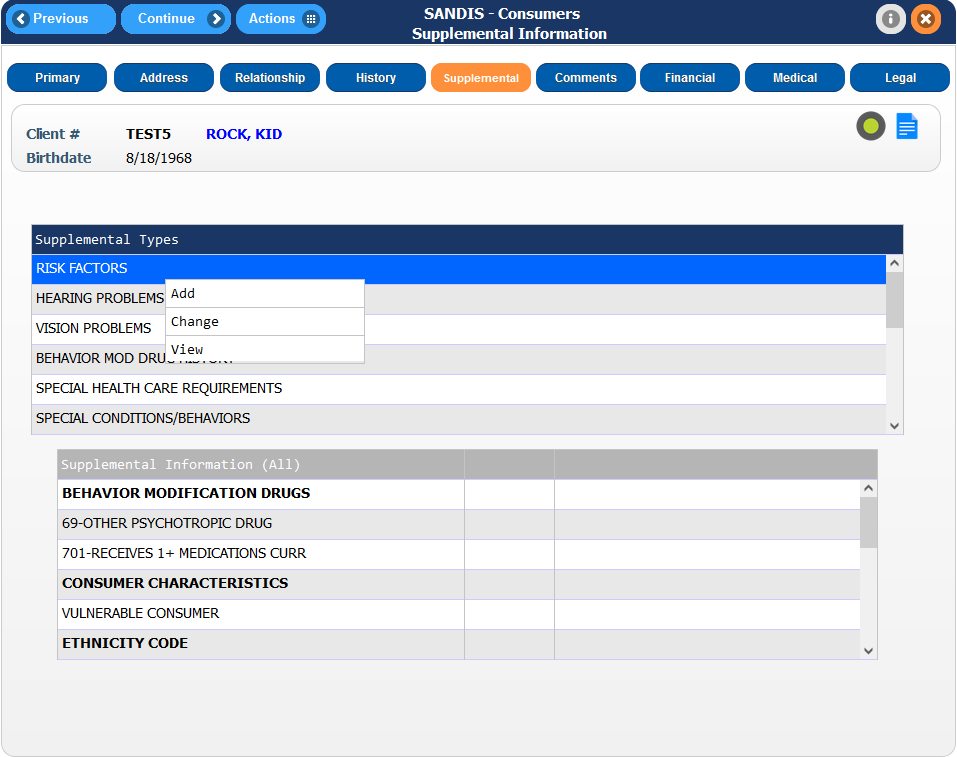 Previous
Continue
Actions
SANDIS - Consumers
Supplemental Information
Primary
Address
Relationship
History
Supplemental
Comments
Financial
Medical
Legal
Client # TEST5 ROCK, KID
Birthdate 8/18/1968
Supplemental Types
RISK FACTORS
HEARING PROBLEMS
Add
Change
VISION PROBLEMS
View
BEHAVIOR MOD DRUG HISTORY
SPECIAL HEALTH CARE REQUIREMENTS
SPECIAL CONDITIONS/BEHAVIORS
Supplemental Information (All)
BEHAVIOR MODIFICATION DRUGS
69-OTHER PSYCHOTROPIC DRUG
701-RECEIVES 1+ MEDICATIONS CURR
CONSUMER CHARACTERISTICS
VULNERABLE CONSUMER
ETHNICITY CODE